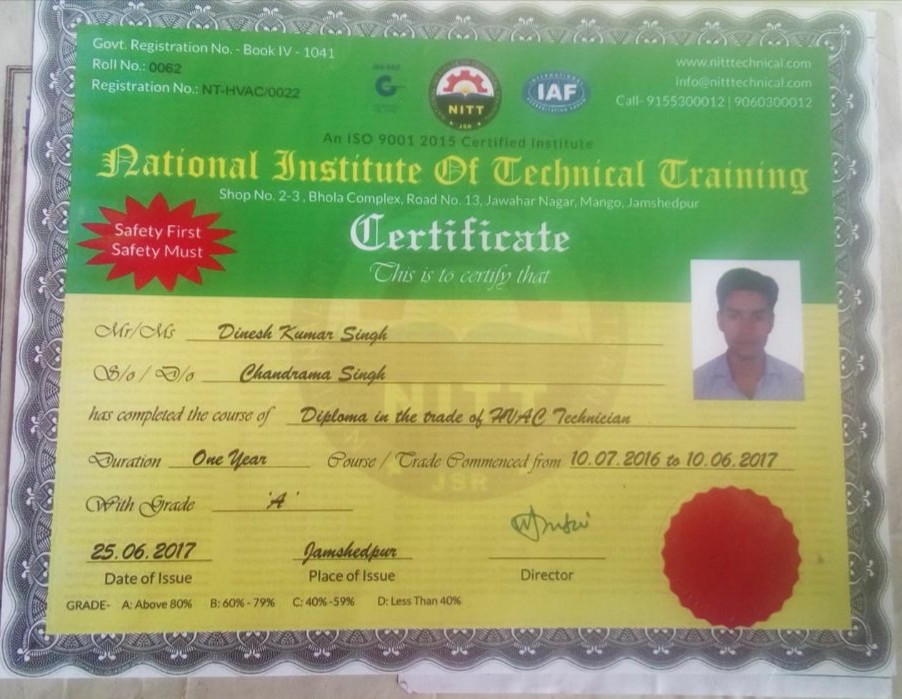 Govt. Registration No. - Book IV - 1041
Roll No.: 0062
Registration No.: NT-HVAC/0022
NITT
JSR
INTERNATIONAL
IAF
www.nitttechnical.com
info@nitttechnical.com
Call- 9155300012 | 9060300012
An ISO 9001 2015 Certified Institute
National Institute Of Technical Training
Shop No. 2-3, Bhola Complex, Road No. 13, Jawahar Nagar, Mango, Jamshedpur
Safety First
Safety Must
Certificate
This is to certify that
Mr/Ms Dinesh Kumar Singh
S/o / D/o Chandrama Singh
NITT
has completed the course of Diploma in the trade of HVAC Technician
Duration One Year Course / Trade Commenced from 10.07.2016 to 10.06.2017
JSR
With Grade 'A'
25.06.2017 Jamshedpur
Date of Issue Place of Issue Director
GRADE- A: Above 80% B: 60% - 79% C: 40% -59% D: Less Than 40%